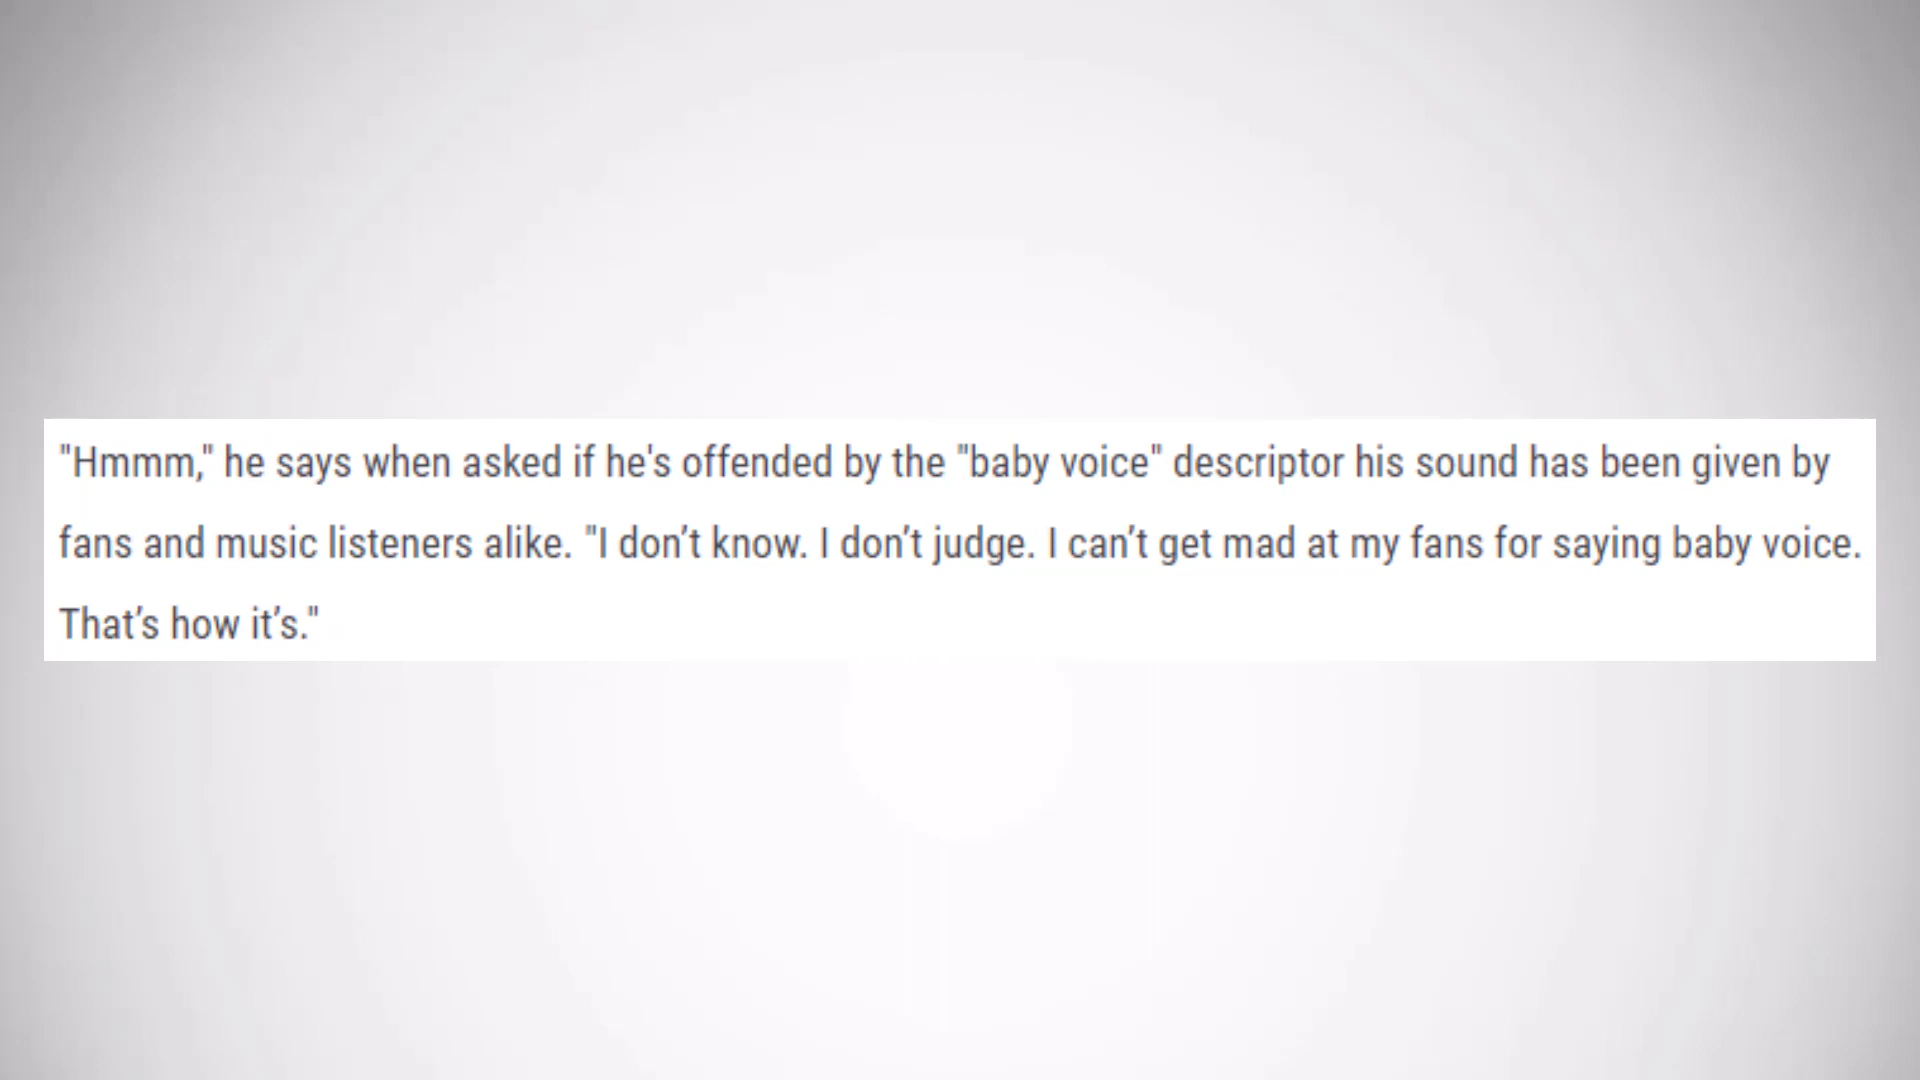 "Hmmm," he says when asked if he's offended by the "baby voice" descriptor his sound has been given by
fans and music listeners alike. "I don’t know. I don’t judge. I can’t get mad at my fans for saying baby voice.
That’s how it’s."